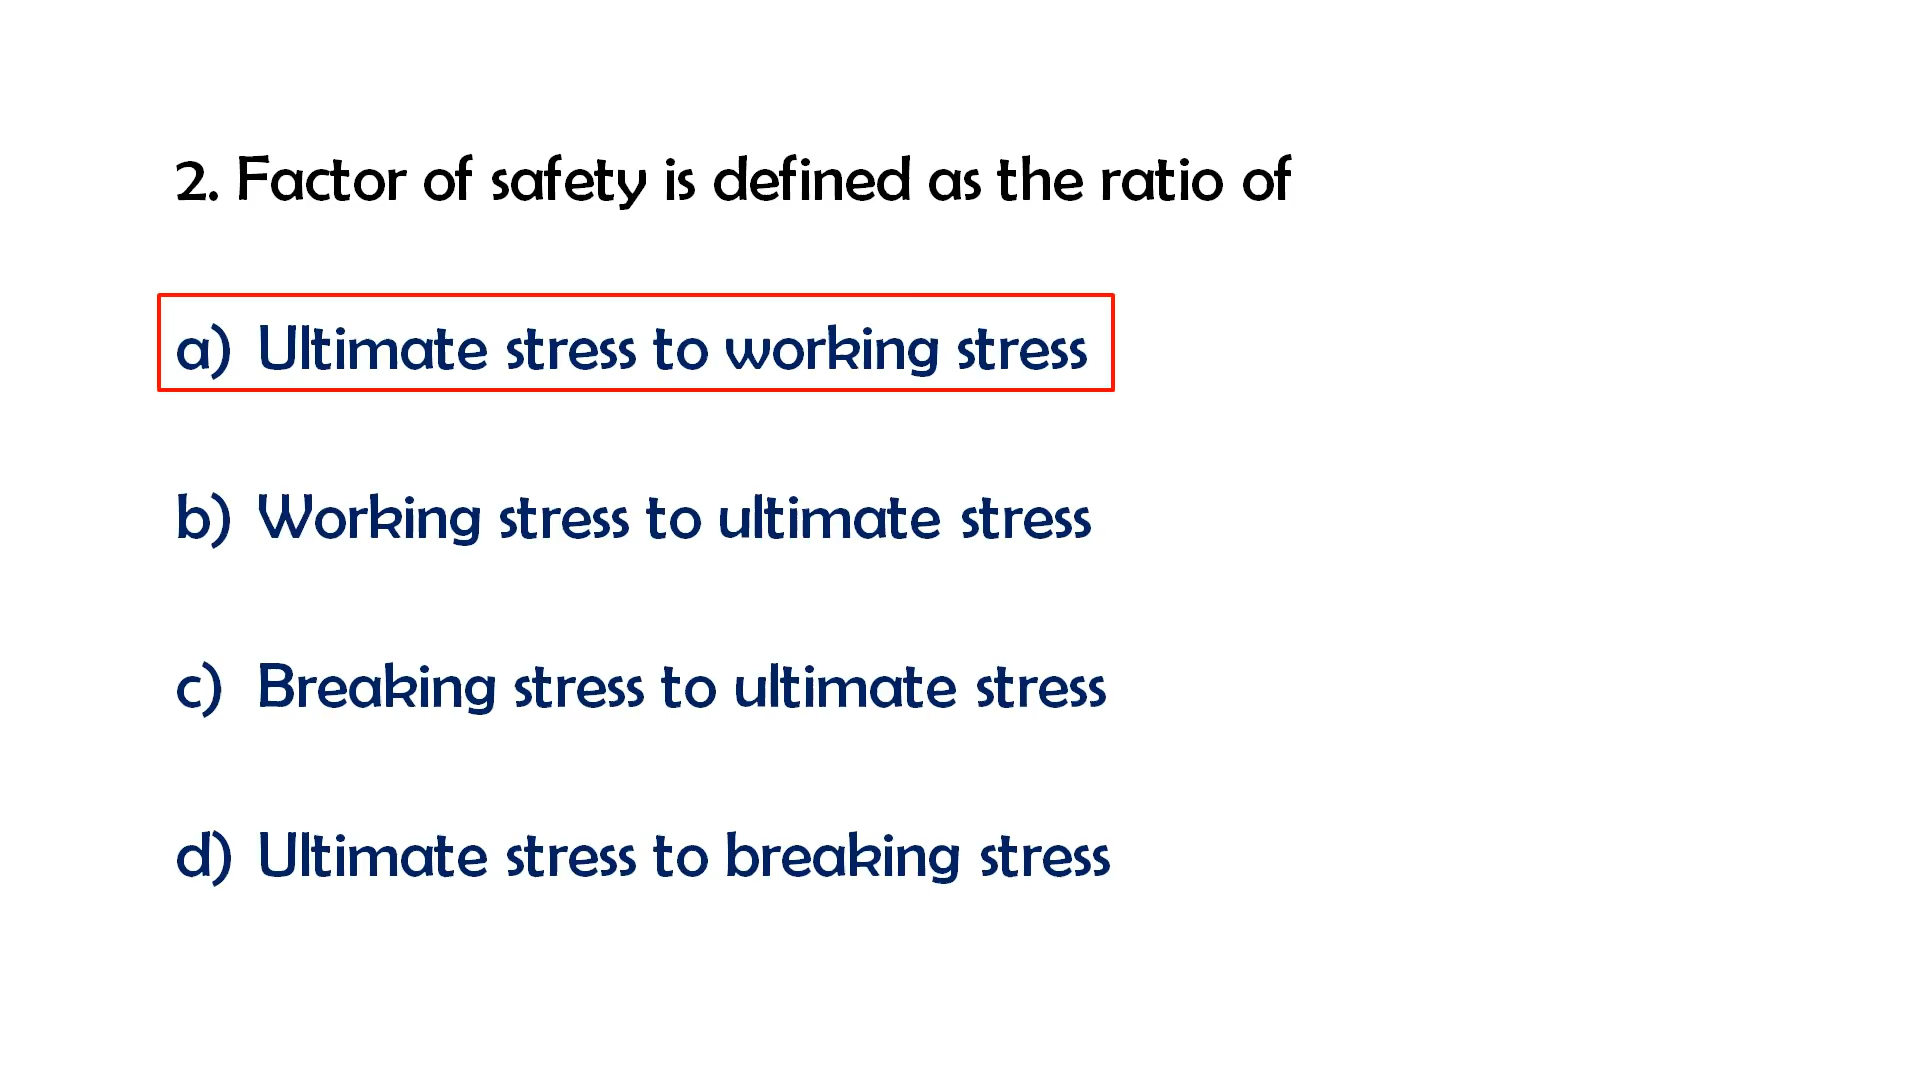 2. Factor of safety is defined as the ratio of
a) Ultimate stress to working stress
b) Working stress to ultimate stress
c) Breaking stress to ultimate stress
d) Ultimate stress to breaking stress